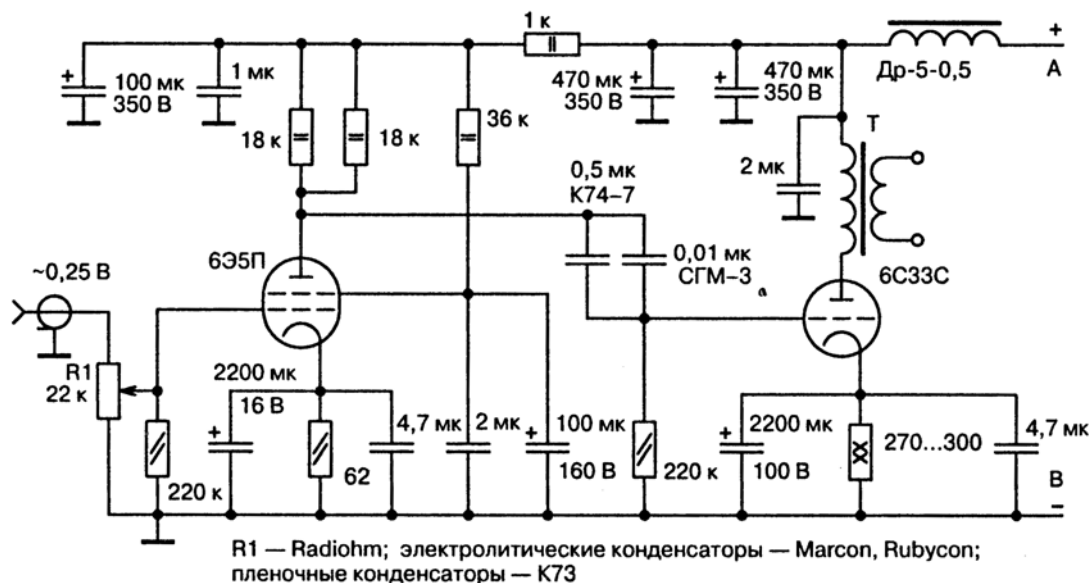 1 к
+
А
Др-5-0,5
+
100 мк
350 В
1 мк
18 к
18 к
36 к
470 мк
350 В
+
470 мк
350 В
+
2 мк
Т
0,5 мк
К74–7
0,01 мк
СГМ–3
6С33С
6Э5П
~0,25 В
R1
22 к
220 к
2200 мк
16 В
+
62
4,7 мк
2 мк
+
100 мк
160 В
220 к
+
2200 мк
100 В
270...300
4,7 мк
В
–
R1 — Radiohm; электролитические конденсаторы — Marcon, Rubycon;
пленочные конденсаторы — К73